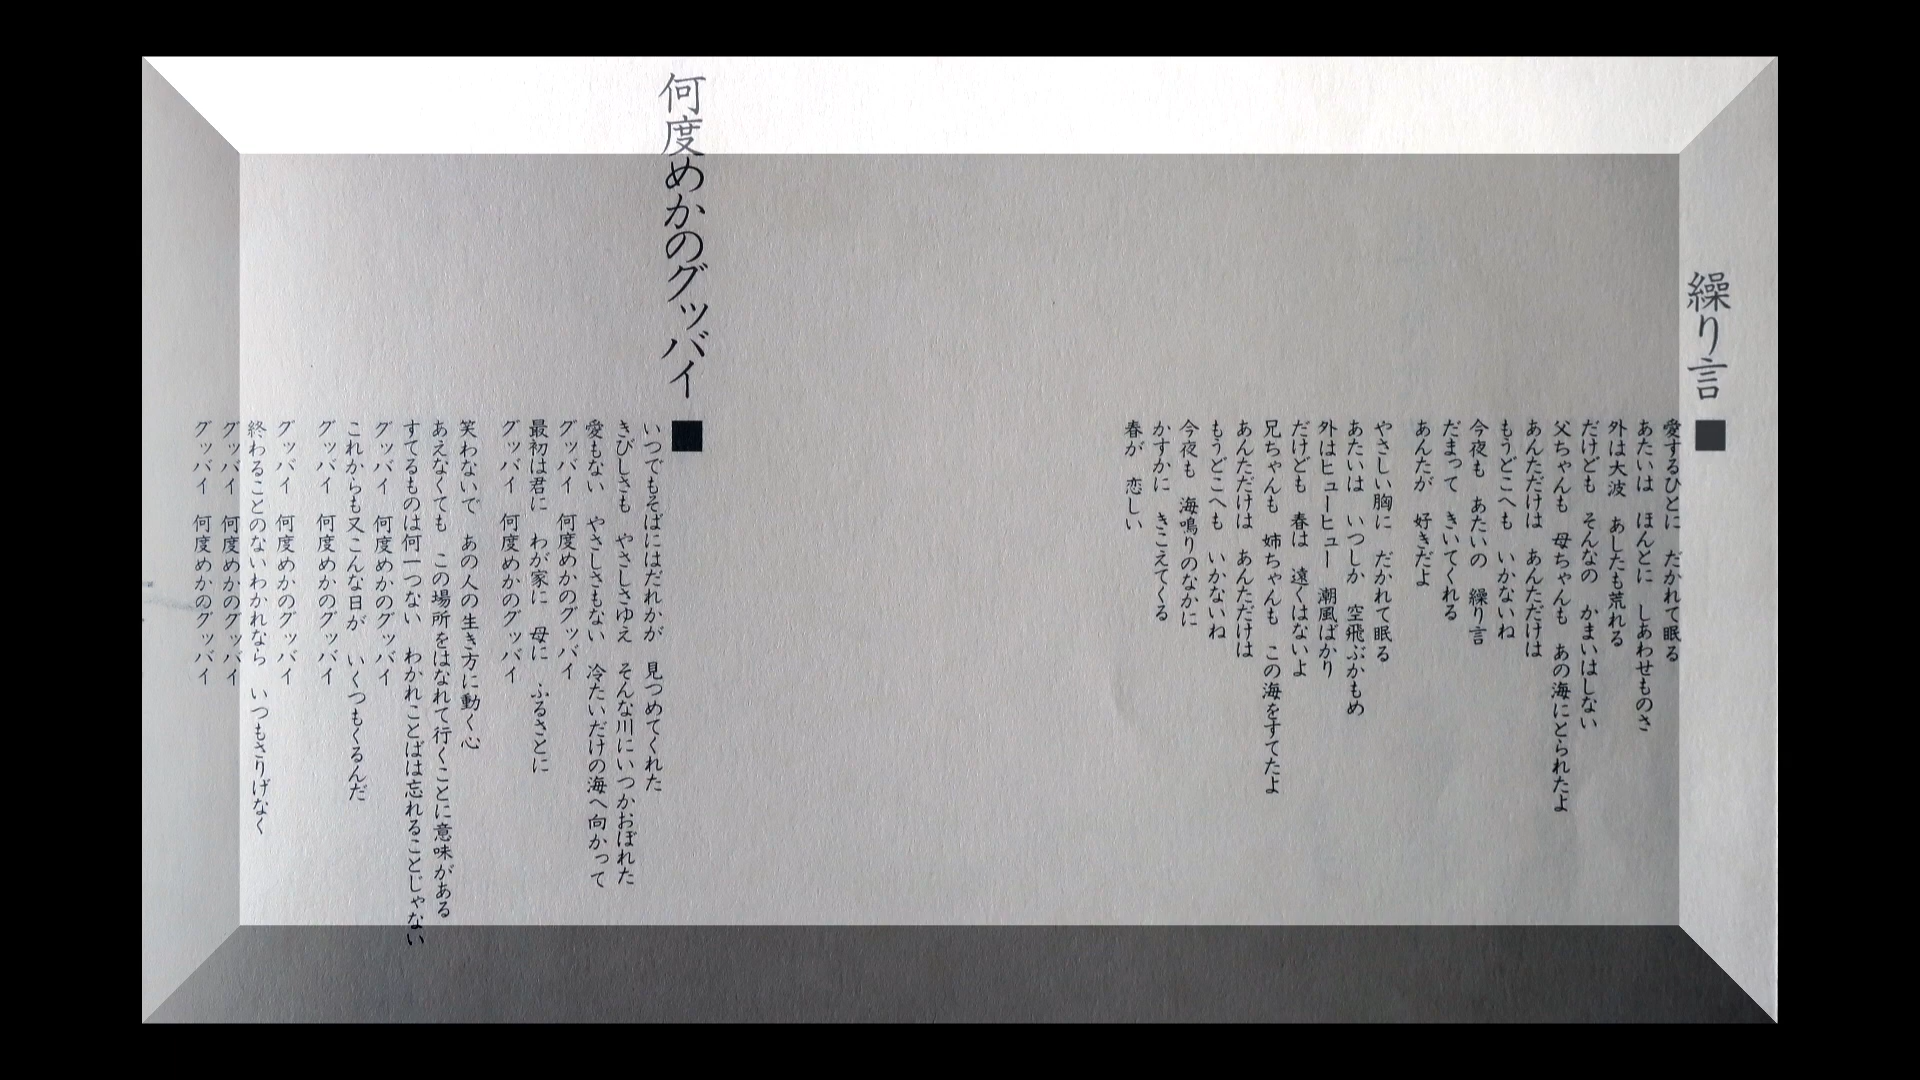 繰り言
愛するひとに　だかれて眠る
あたいは　ほんとに　しあわせものさ
外は大波　あしたも荒れる
だけども　そんなの　かまいはしない
父ちゃんも　母ちゃんも　あの海にとられたよ
あんただけは　あんただけは
もうどこへも　いかないね
今夜も　あたいの　繰り言
だまって　きいてくれる
あんたが　好きだよ
やさしい胸に　だかれて眠る
あたいは　いつしか　空飛ぶかもめ
外はヒューヒュー　潮風ばかり
だけども　春は　遠くはないよ
兄ちゃんも　姉ちゃんも　この海をすてたよ
あんただけは　あんただけは
もうどこへも　いかないね
今夜も　海鳴りのなかに
かすかに　きこえてくる
春が　恋しい
何度めかのグッバイ
いつでもそばにはだれかが　見つめてくれた
きびしさも　やさしさゆえ　そんな川にいつかおぼれた
愛もない　やさしさもない　冷たいだけの海へ向かって
グッバイ　何度めかのグッバイ
最初は君に　わが家に　母に　ふるさとに
グッバイ　何度めかのグッバイ
笑わないで　あの人の生き方に動く心
あえなくても　この場所をはなれて行くことに意味がある
すてるものは何一つない　わかれことばは忘れることじゃない
グッバイ　何度めかのグッバイ
これからも又こんな日が　いくつもくるんだ
グッバイ　何度めかのグッバイ
グッバイ　何度めかのグッバイ
終わることのないわかれなら　いつもさりげなく
グッバイ　何度めかのグッバイ
グッバイ　何度めかのグッバイ